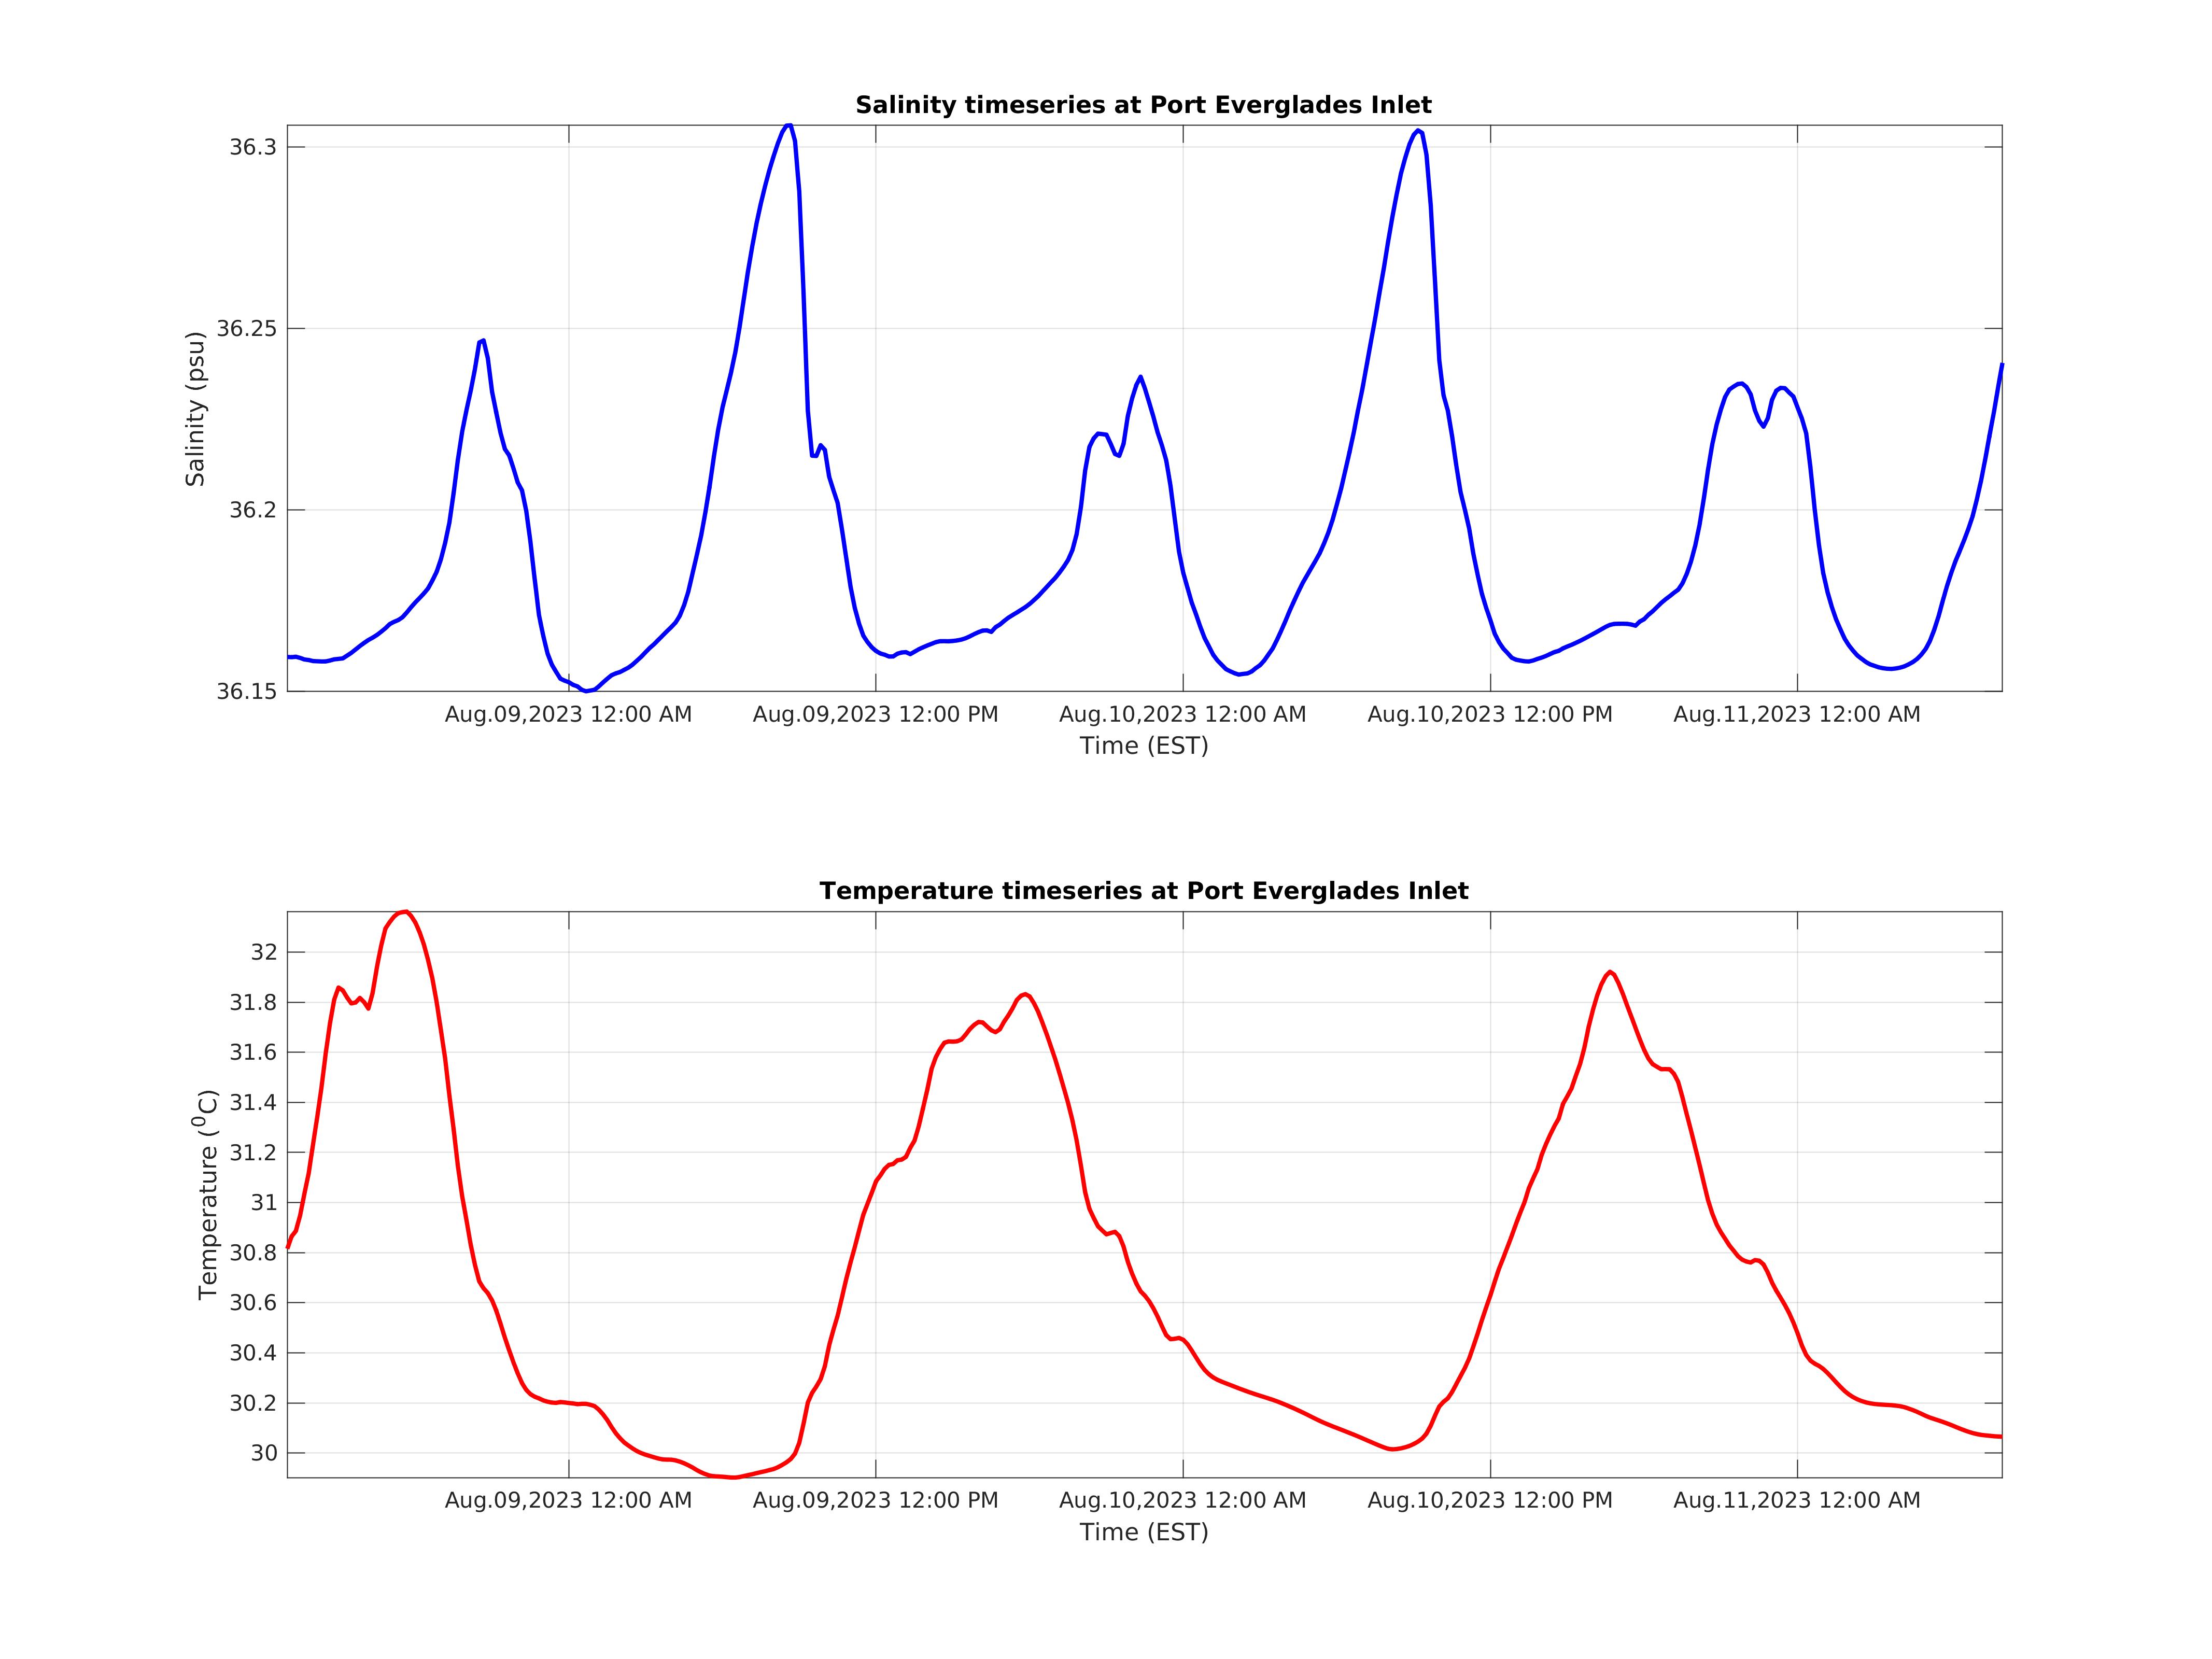 Salinity timeseries at Port Everglades Inlet
36.3
36.25
36.2
36.15
Salinity (psu)
Aug.09,2023 12:00 AM
Aug.09,2023 12:00 PM
Aug.10,2023 12:00 AM
Aug.10,2023 12:00 PM
Aug.11,2023 12:00 AM
Time (EST)
Temperature timeseries at Port Everglades Inlet
32
31.8
31.6
31.4
31.2
31
30.8
30.6
30.4
30.2
30
Temperature (⁰C)
Aug.09,2023 12:00 AM
Aug.09,2023 12:00 PM
Aug.10,2023 12:00 AM
Aug.10,2023 12:00 PM
Aug.11,2023 12:00 AM
Time (EST)